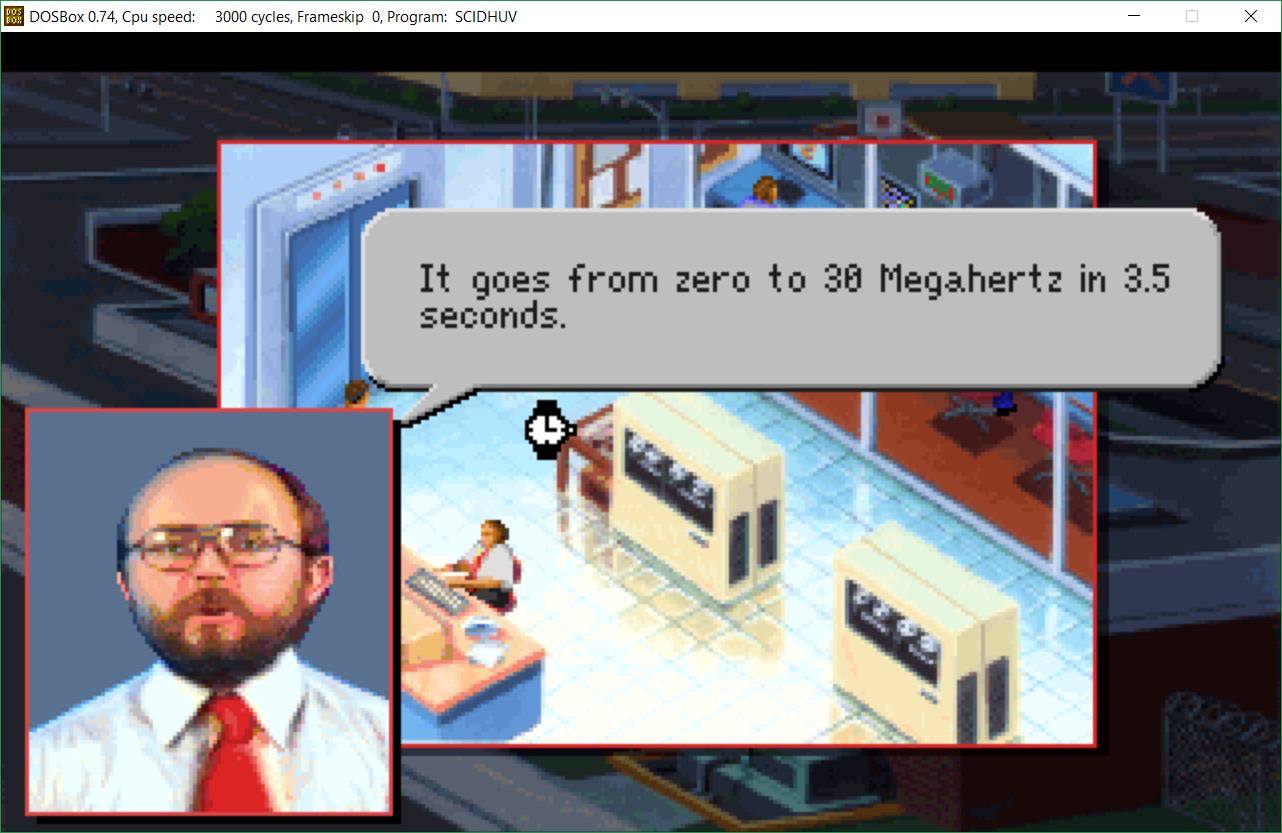 DOSBox 0.74, Cpu speed: 3000 cycles, Frameskip 0, Program: SCIDHUV
It goes from zero to 30 Megahertz in 3.5
seconds.